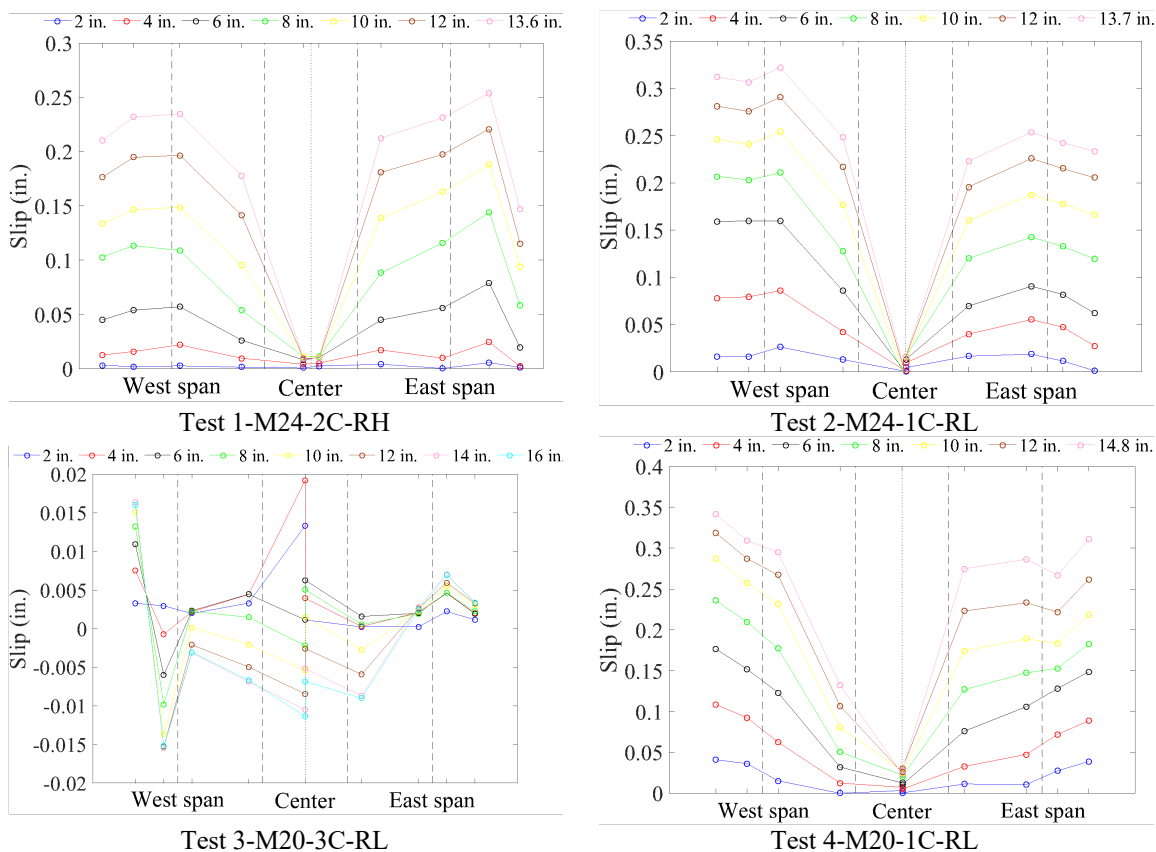 2 in. 4 in. 6 in. 8 in. 10 in. 12 in. 13.6 in.
0.3
0.25
0.2
0.15
0.1
0.05
0
Slip (in.)
West span Center East span
Test 1-M24-2C-RH
2 in. 4 in. 6 in. 8 in. 10 in. 12 in. 13.7 in.
0.35
0.3
0.25
0.2
0.15
0.1
0.05
0
Slip (in.)
West span Center East span
Test 2-M24-1C-RL
2 in. 4 in. 6 in. 8 in. 10 in. 12 in. 14 in. 16 in.
0.02
0.015
0.01
0.005
0
-0.005
-0.01
-0.015
-0.02
Slip (in.)
West span Center East span
Test 3-M20-3C-RL
2 in. 4 in. 6 in. 8 in. 10 in. 12 in. 14.8 in.
0.4
0.35
0.3
0.25
0.2
0.15
0.1
0.05
0
Slip (in.)
West span Center East span
Test 4-M20-1C-RL